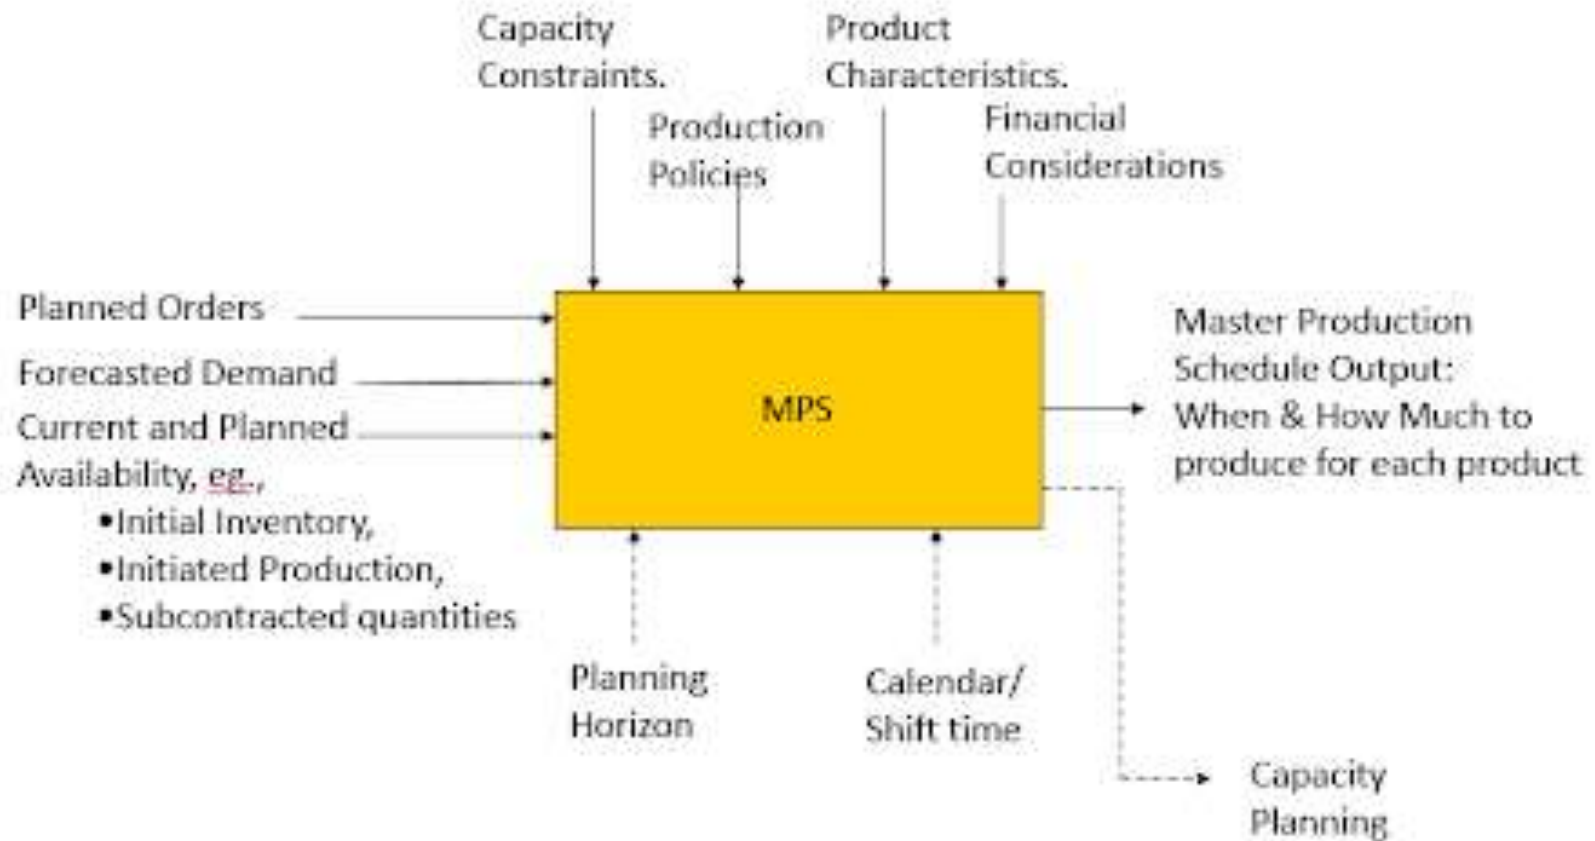 Capacity
Constraints.
Product
Characteristics.
Production
Policies
Financial
Considerations
Planned Orders
Forecasted Demand
Current and Planned
Availability, eg.,
•Initial Inventory,
•Initiated Production,
•Subcontracted quantities
MPS
Master Production
Schedule Output:
When & How Much to
produce for each product
Planning
Horizon
Calendar/
Shift time
Capacity
Planning